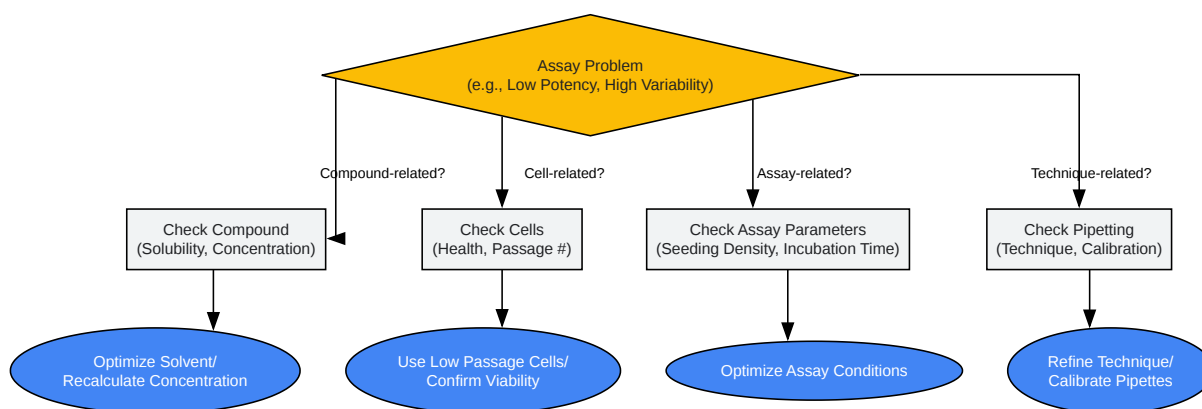 Assay Problem
(e.g., Low Potency, High Variability)
Compound-related?
Cell-related?
Assay-related?
Technique-related?
Check Compound
(Solubility, Concentration)
Check Cells
(Health, Passage #)
Check Assay Parameters
(Seeding Density, Incubation Time)
Check Pipetting
(Technique, Calibration)
Optimize Solvent/
Recalculate Concentration
Use Low Passage Cells/
Confirm Viability
Optimize Assay Conditions
Refine Technique/
Calibrate Pipettes